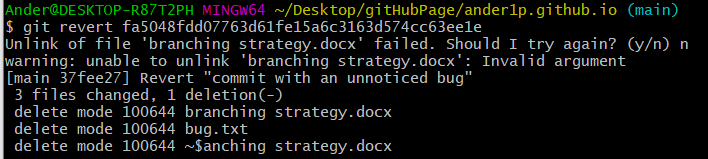 Ander@DESKTOP-R87T2PH MINGW64 ~/Desktop/gitHubPage/ander1p.github.io (main)
$ git revert fa5048fdd07763d61fe15a6c3163d574cc63ee1e
Unlink of file 'branching strategy.docx' failed. Should I try again? (y/n) n
warning: unable to unlink 'branching strategy.docx': Invalid argument
[main 37fee27] Revert "commit with an unnoticed bug"
3 files changed, 1 deletion(-)
delete mode 100644 branching strategy.docx
delete mode 100644 bug.txt
delete mode 100644 ~$anching strategy.docx